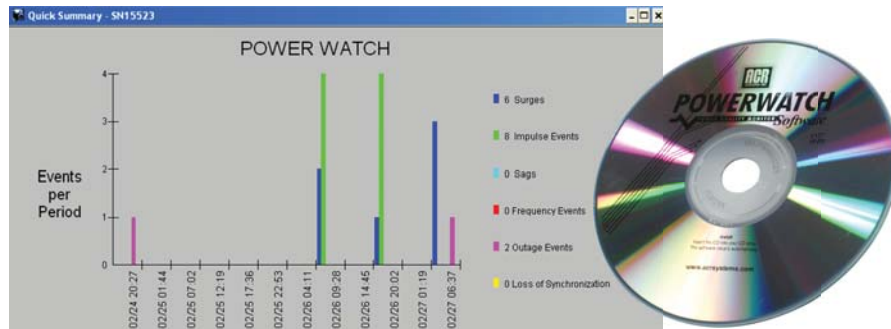 Quick Summary - SN15523
POWER WATCH
4
3
2
1
0
Events
per
Period
02/24 20:27
02/25 01:44
02/25 07:02
02/25 12:19
02/25 17:36
02/25 22:53
02/26 04:11
02/26 09:28
02/26 14:45
02/26 20:02
02/27 01:19
02/27 06:37
6 Surges
8 Impulse Events
0 Sags
0 Frequency Events
2 Outage Events
0 Loss of Synchronization
ACR
POWERWATCH
POWER QUALITY MONITOR
Software
www.acrsystems.com